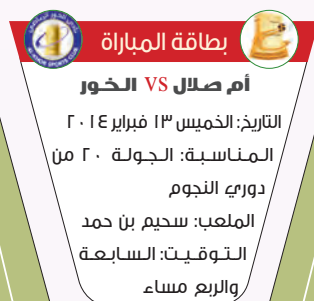 بطاقة المباراة
أم صلال VS الخور
التاريخ: الخميس ١٣ فبراير ٢٠١٤
المناسبة: الجولة ٢٠ من
دوري النجوم
الملعب: سحيم بن حمد
التوقيت: السابعة
والربع مساء